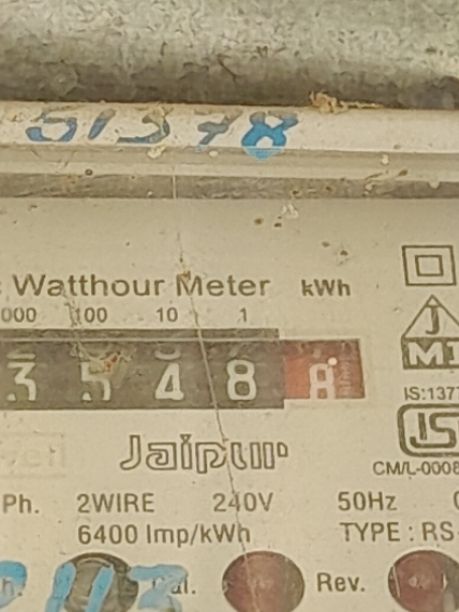 51378
Watthour Meter kWh
000 100 10 1
3 5 4 8 8
J
MI
IS:137
Jaipur
CM/L-0008
Ph. 2WIRE 240V 50Hz
6400 Imp/kWh TYPE : RS-
Cal. Rev.